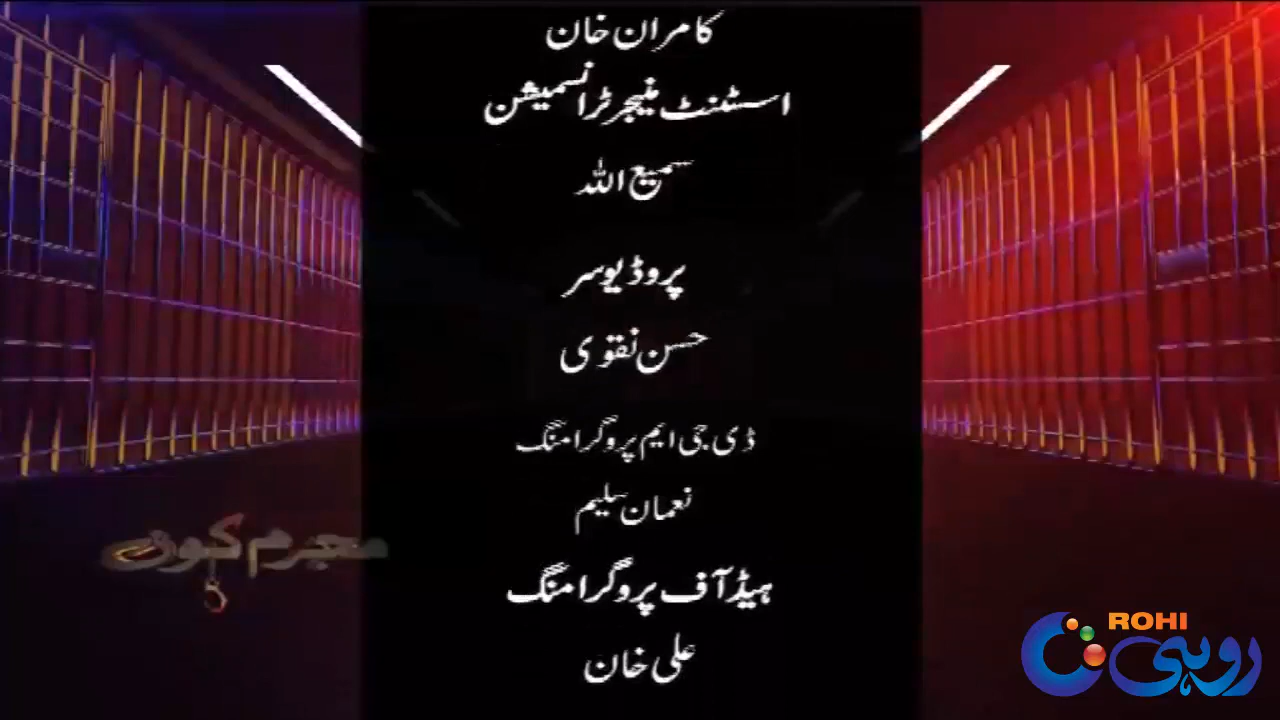 کامران خان
اسسٹنٹ منیجر ٹرانسمیشن
سمیع اللہ
پروڈیوسر
حسن نقوی
ڈی جی ایم پروگرامنگ
نعمان سلیم
ہیڈ آف پروگرامنگ
علی خان
مجرم کون
ROHI
روہی